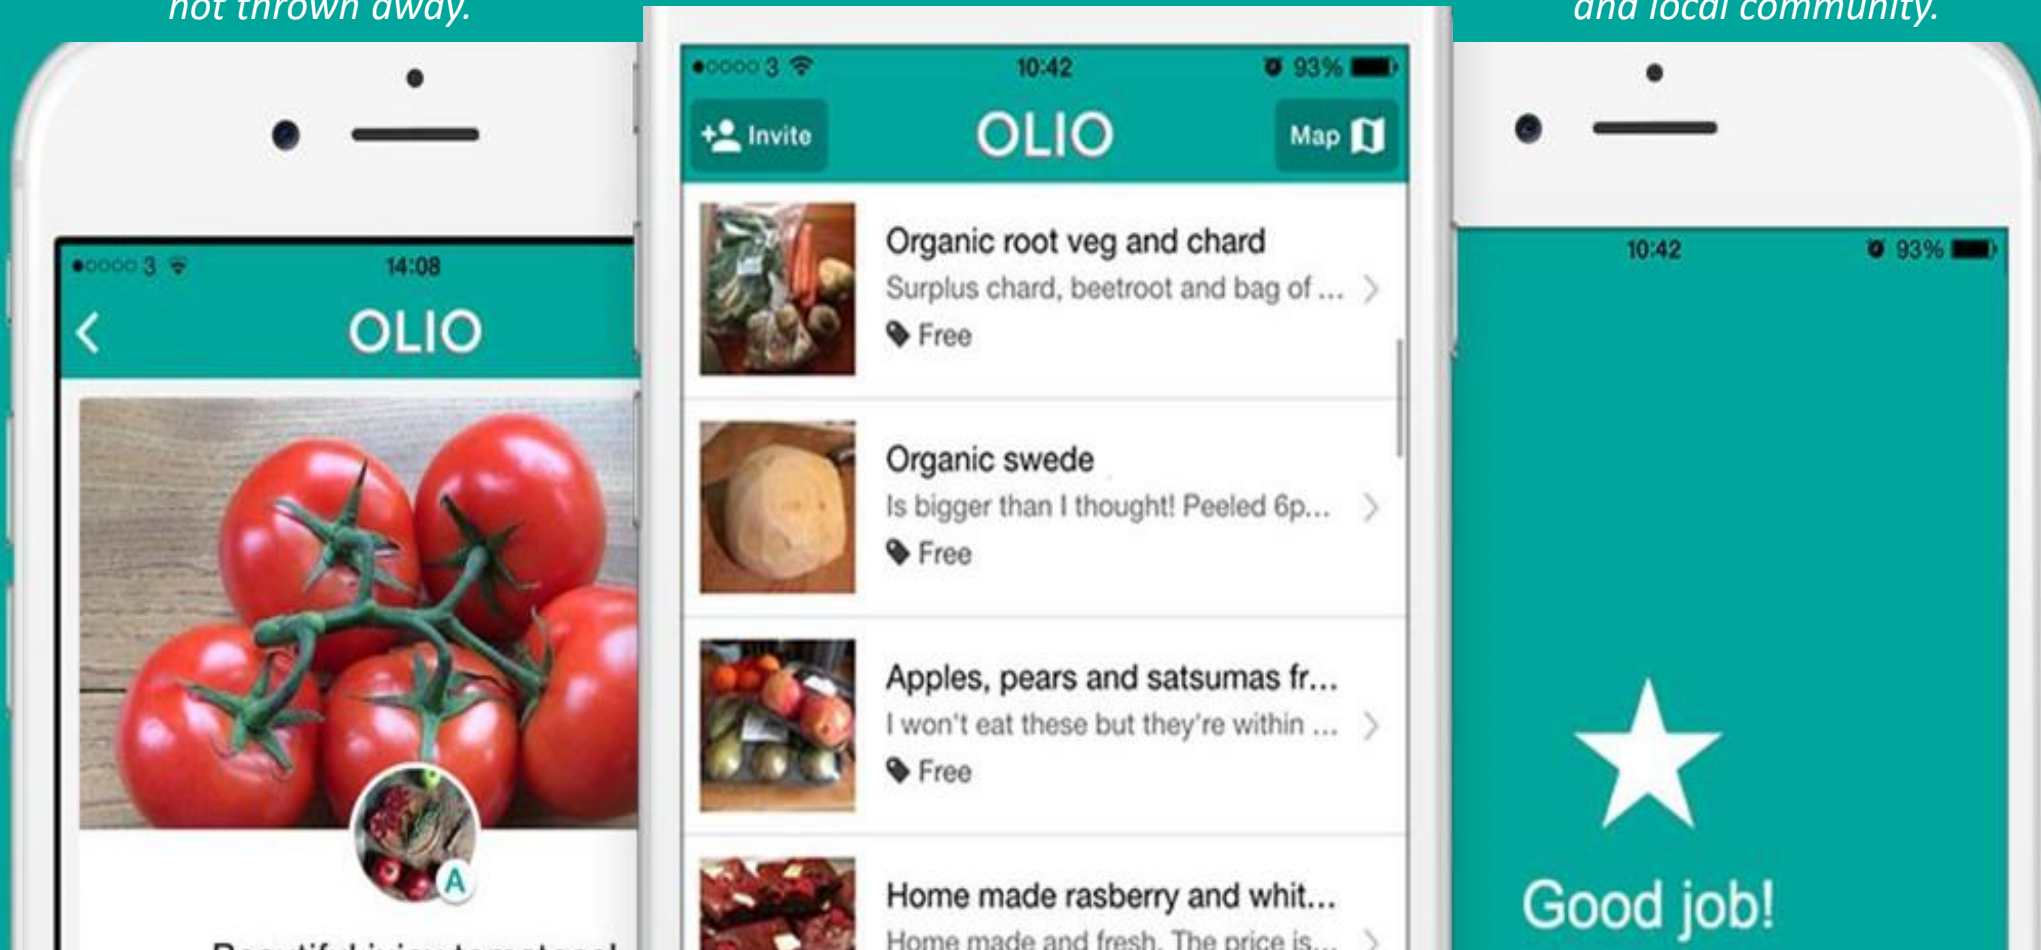 not thrown away.
and local community.
3 14:08
OLIO
Beautiful juicy tomatoes!
A
3 10:42 93%
Invite OLIO Map
Organic root veg and chard
Surplus chard, beetroot and bag of ...
Free
Organic swede
Is bigger than I thought! Peeled 6p...
Free
Apples, pears and satsumas fr...
I won't eat these but they're within ...
Free
Home made rasberry and whit...
Home made and fresh. The price is...
10:42 93%
Good job!